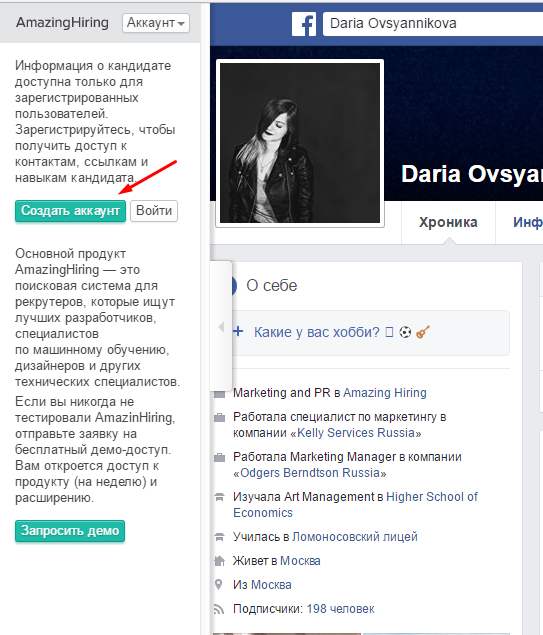 AmazingHiring
Аккаунт
Информация о кандидате
доступна только для
зарегистрированных
пользователей.
Зарегистрируйтесь, чтобы
получить доступ к
контактам, ссылкам и
навыкам кандидата.
Создать аккаунт
Войти
Основной продукт
AmazingHiring — это
поисковая система для
рекрутеров, которые ищут
лучших разработчиков,
специалистов
по машинному обучению,
дизайнеров и других
технических специалистов.
Если вы никогда не
тестировали AmazinHiring,
отправьте заявку на
бесплатный демо-доступ.
Вам откроется доступ к
продукту (на неделю) и
расширению.
Запросить демо
Daria Ovsyannikova
Daria Ovsya
Хроника
Инф
О себе
+ Какие у вас хобби?
Marketing and PR в Amazing Hiring
Работала специалист по маркетингу в
компании «Kelly Services Russia»
Работала Marketing Manager в компании
«Odgers Berndtson Russia»
Изучала Art Management в Higher School of
Economics
Училась в Ломоносовский лицей
Живет в Москва
Из Москва
Подписчики: 198 человек